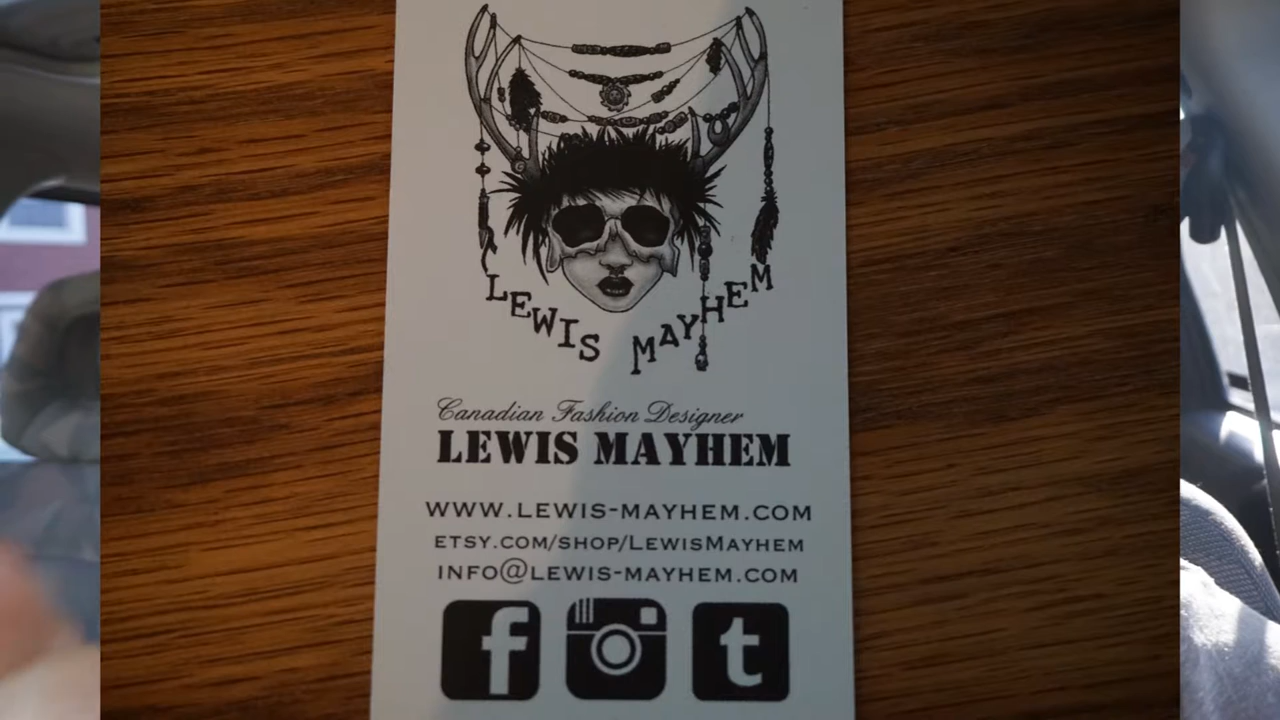 LEWIS MAYHEM
Canadian Fashion Designer
LEWIS MAYHEM
WWW.LEWIS-MAYHEM.COM
ETSY.COM/SHOP/LEWISMAYHEM
INFO@LEWIS-MAYHEM.COM
f t